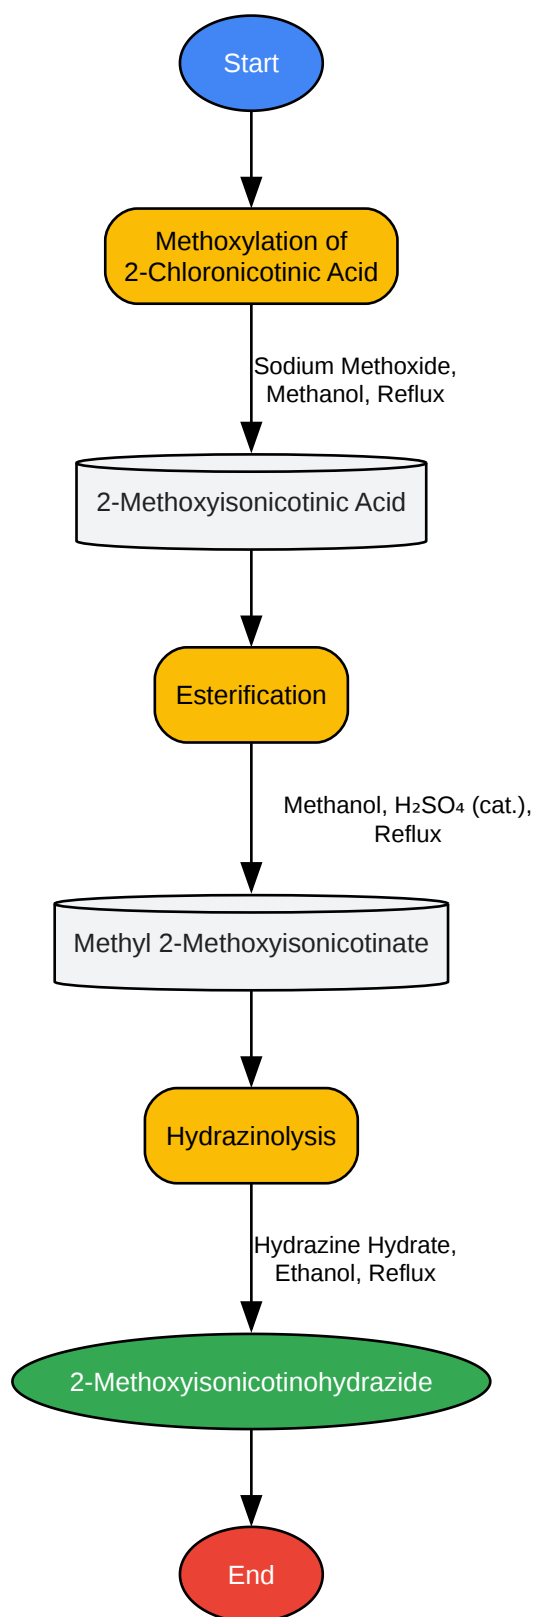 Start
Methoxylation of
2-Chloronicotinic Acid
Sodium Methoxide,
Methanol, Reflux
2-Methoxyisonicotinic Acid
Esterification
Methanol, H₂SO₄ (cat.),
Reflux
Methyl 2-Methoxyisonicotinate
Hydrazinolysis
Hydrazine Hydrate,
Ethanol, Reflux
2-Methoxyisonicotinohydrazide
End